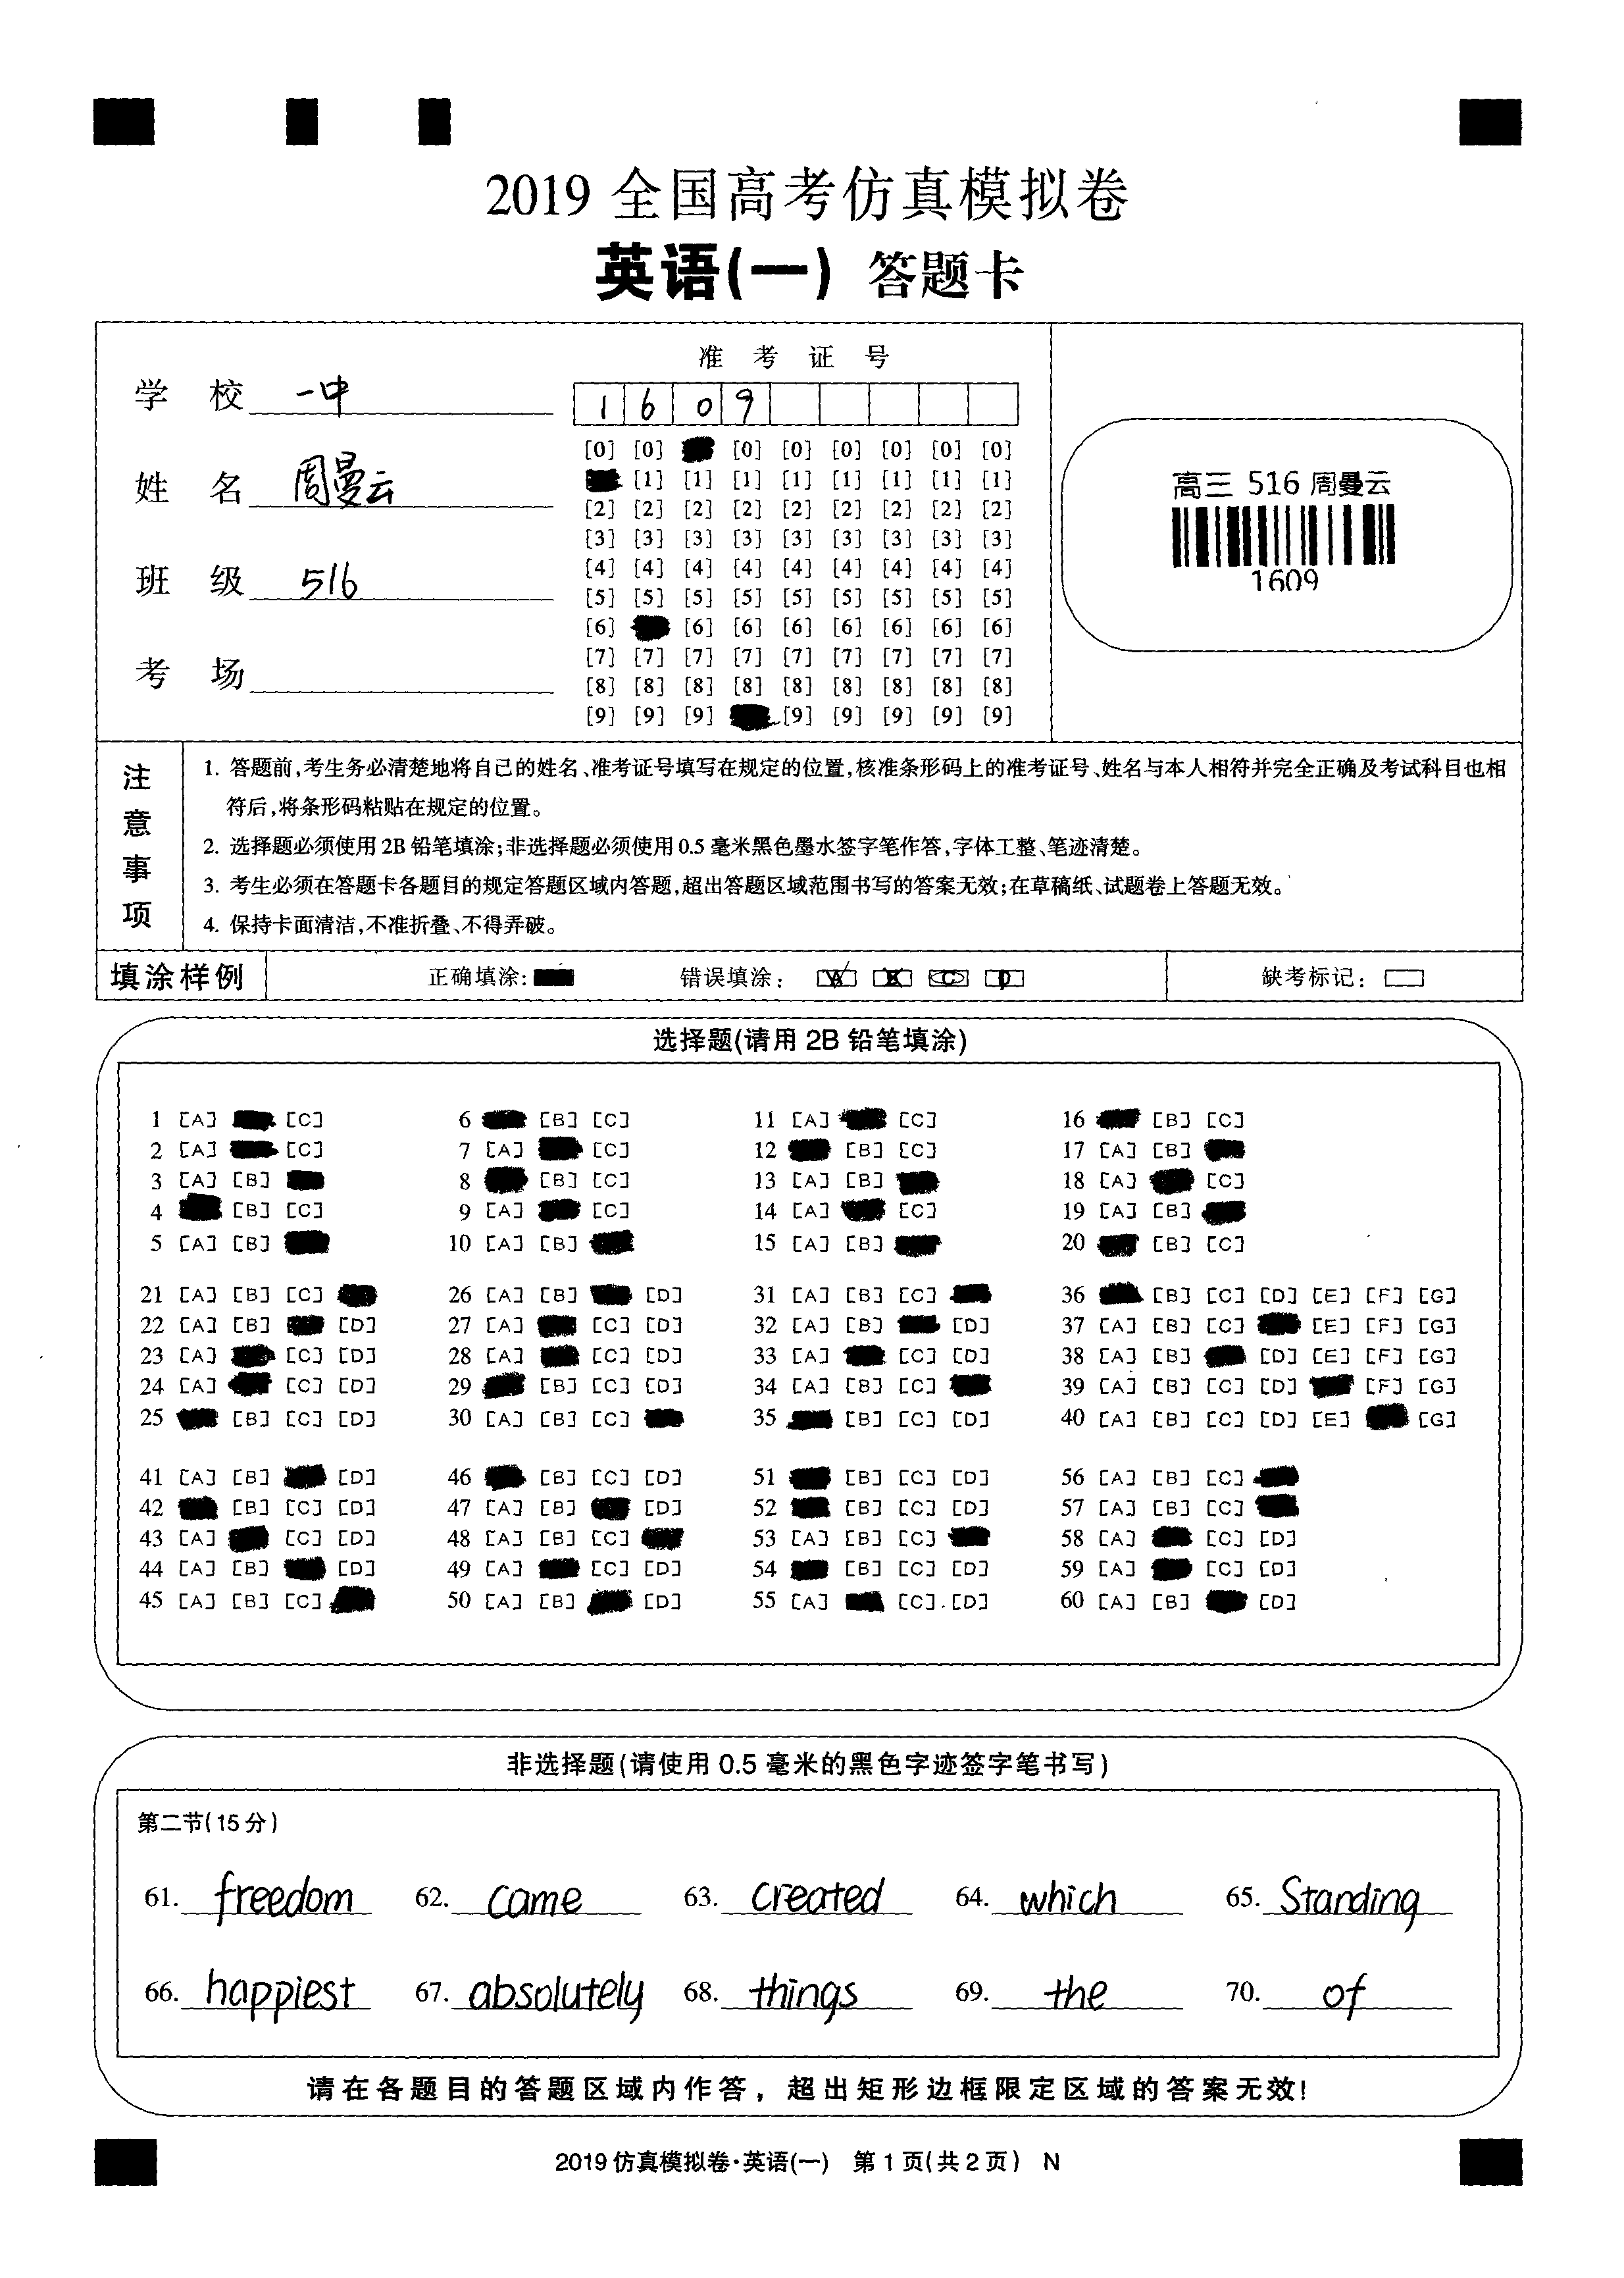 2019 全国高考仿真模拟卷
英语(一) 答题卡
学 校 一中
姓 名 周曼云
班 级 516
考 场
准 考 证 号
1 6 0 9
[0] [0] [0] [0] [0] [0] [0] [0]
[1] [1] [1] [1] [1] [1] [1] [1]
[2] [2] [2] [2] [2] [2] [2] [2] [2]
[3] [3] [3] [3] [3] [3] [3] [3] [3]
[4] [4] [4] [4] [4] [4] [4] [4] [4]
[5] [5] [5] [5] [5] [5] [5] [5] [5]
[6] [6] [6] [6] [6] [6] [6] [6]
[7] [7] [7] [7] [7] [7] [7] [7] [7]
[8] [8] [8] [8] [8] [8] [8] [8] [8]
[9] [9] [9] [9] [9] [9] [9] [9]
高三 516 周曼云
1609
注意事项
1. 答题前,考生务必清楚地将自己的姓名、准考证号填写在规定的位置,核准条形码上的准考证号、姓名与本人相符并完全正确及考试科目也相
符后,将条形码粘贴在规定的位置。
2. 选择题必须使用 2B 铅笔填涂;非选择题必须使用 0.5 毫米黑色墨水签字笔作答,字体工整、笔迹清楚。
3. 考生必须在答题卡各题目的规定答题区域内答题,超出答题区域范围书写的答案无效;在草稿纸、试题卷上答题无效。
4. 保持卡面清洁,不准折叠、不得弄破。
填涂样例 正确填涂: 错误填涂: A B C D 缺考标记:
选择题(请用 2B 铅笔填涂)
1 [A] [C] 6 [B] [C] 11 [A] [C] 16 [B] [C]
2 [A] [C] 7 [A] [C] 12 [B] [C] 17 [A] [B]
3 [A] [B] 8 [B] [C] 13 [A] [B] 18 [A] [C]
4 [B] [C] 9 [A] [C] 14 [A] [C] 19 [A] [B]
5 [A] [B] 10 [A] [B] 15 [A] [B] 20 [B] [C]
21 [A] [B] [C] 26 [A] [B] [D] 31 [A] [B] [C] 36 [B] [C] [D] [E] [F] [G]
22 [A] [B] [D] 27 [A] [C] [D] 32 [A] [B] [D] 37 [A] [B] [C] [E] [F] [G]
23 [A] [C] [D] 28 [A] [C] [D] 33 [A] [C] [D] 38 [A] [B] [D] [E] [F] [G]
24 [A] [C] [D] 29 [B] [C] [D] 34 [A] [B] [C] 39 [A] [B] [C] [D] [F] [G]
25 [B] [C] [D] 30 [A] [B] [C] 35 [B] [C] [D] 40 [A] [B] [C] [D] [E] [G]
41 [A] [B] [D] 46 [B] [C] [D] 51 [B] [C] [D] 56 [A] [B] [C]
42 [B] [C] [D] 47 [A] [B] [D] 52 [B] [C] [D] 57 [A] [B] [C]
43 [A] [C] [D] 48 [A] [B] [C] 53 [A] [B] [C] 58 [A] [C] [D]
44 [A] [B] [D] 49 [A] [C] [D] 54 [B] [C] [D] 59 [A] [C] [D]
45 [A] [B] [C] 50 [A] [B] [D] 55 [A] [C] [D] 60 [A] [B] [D]
非选择题(请使用 0.5 毫米的黑色字迹签字笔书写)
第二节(15 分)
61. freedom 62. came 63. created 64. which 65. Standing
66. happiest 67. absolutely 68. things 69. the 70. of
请在各题目的答题区域内作答，超出矩形边框限定区域的答案无效!
2019 仿真模拟卷·英语(一) 第 1 页(共 2 页) N